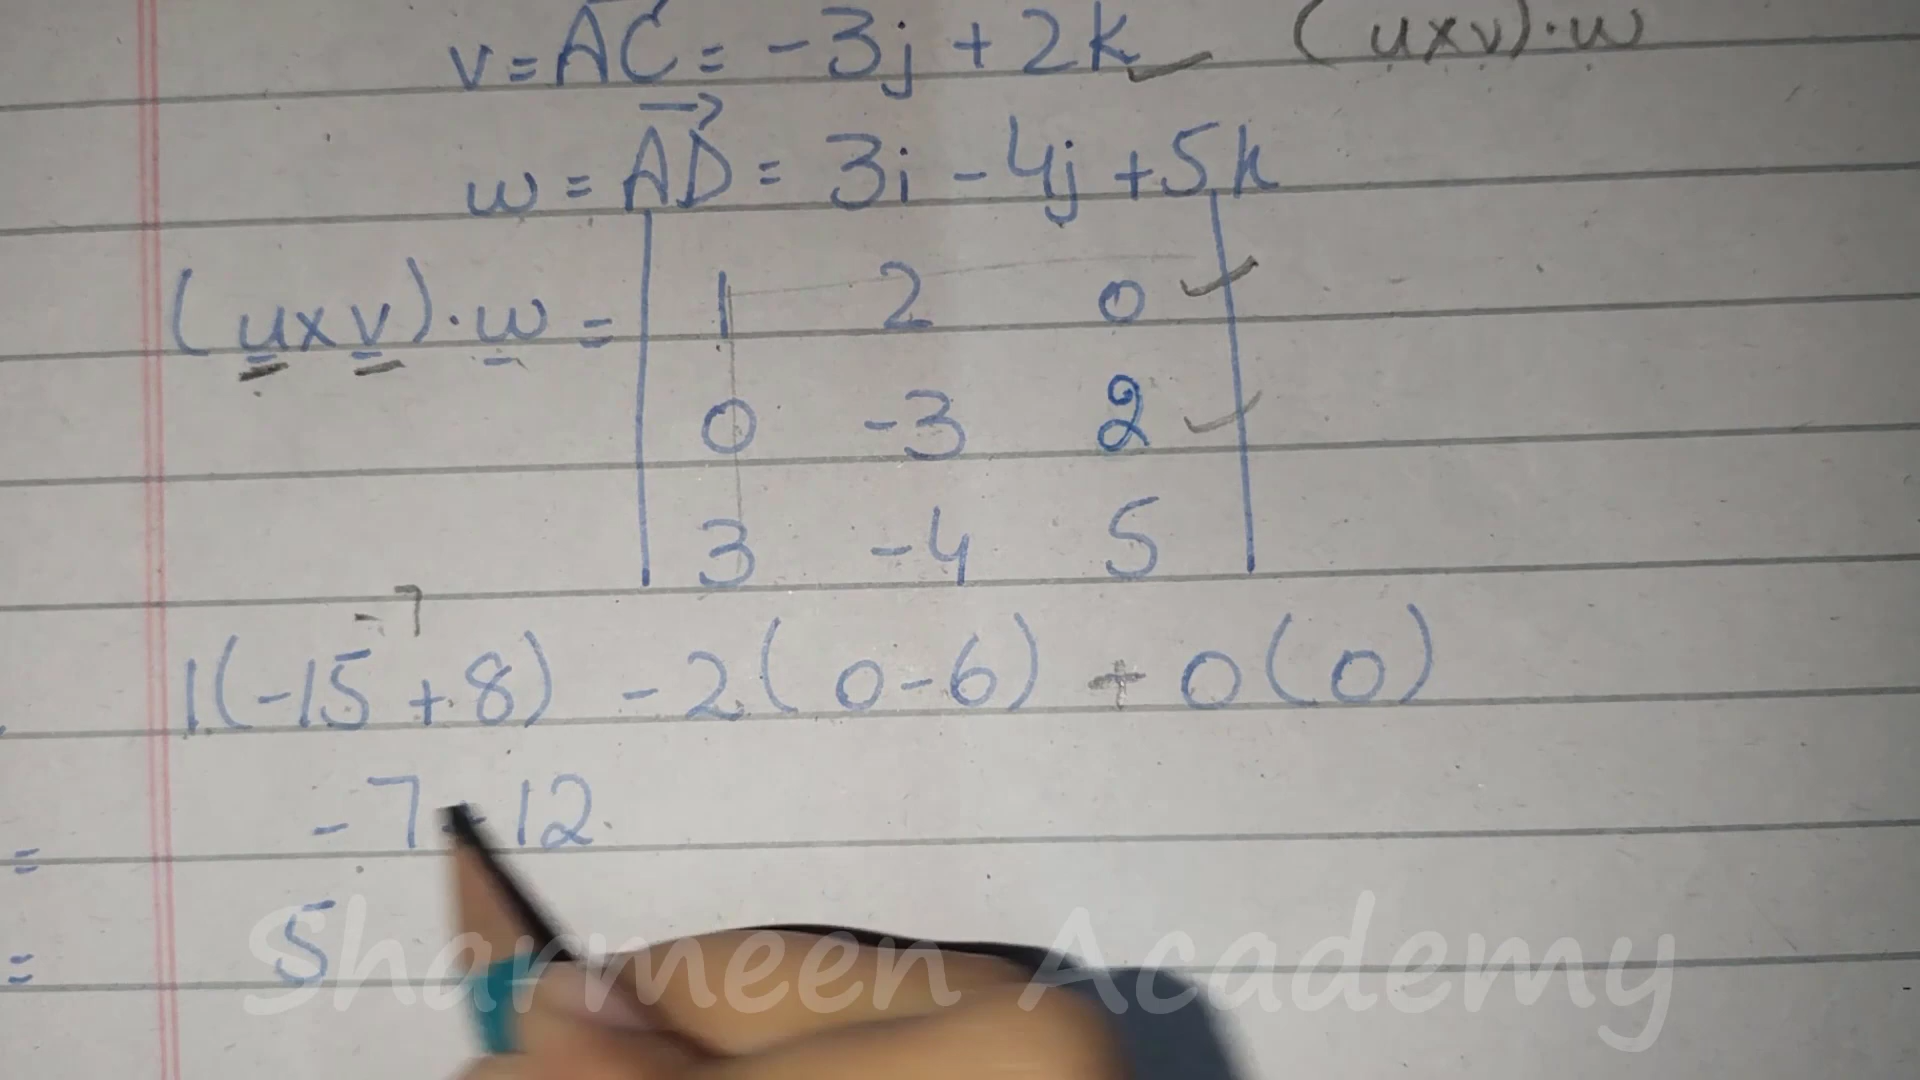 v = AC = -3j + 2k (u×v)·w
w = AD = 3i - 4j + 5k
(u×v)·w = | 1 2 0 |
0 -3 2
3 -4 5
-7
1(-15 + 8) - 2(0 - 6) + 0(0)
= -7 + 12
= 5
Sharmeen Academy